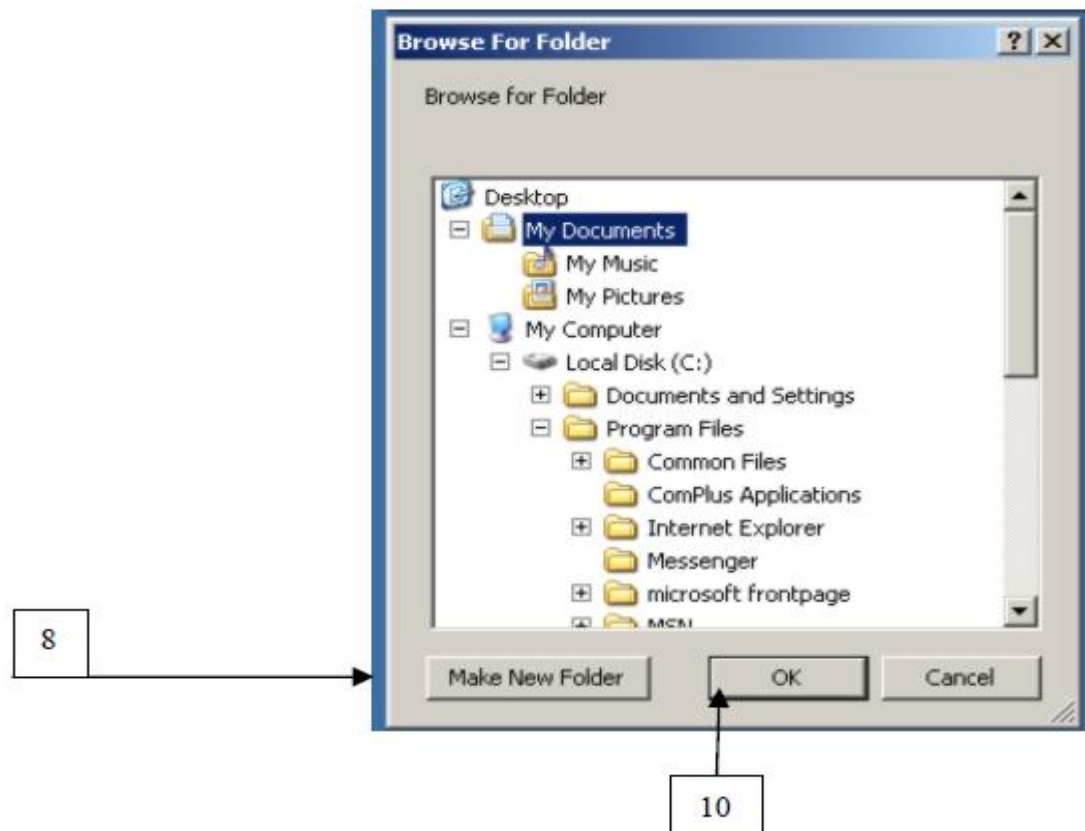 Browse For Folder
Browse for Folder
Desktop
My Documents
My Music
My Pictures
My Computer
Local Disk (C:)
Documents and Settings
Program Files
Common Files
ComPlus Applications
Internet Explorer
Messenger
microsoft frontpage
MSN
8
Make New Folder OK Cancel
10